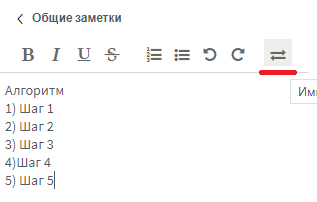 Общие заметки
B I U S
Алгоритм
1) Шаг 1
2) Шаг 2
3) Шаг 3
4)Шаг 4
5) Шаг 5